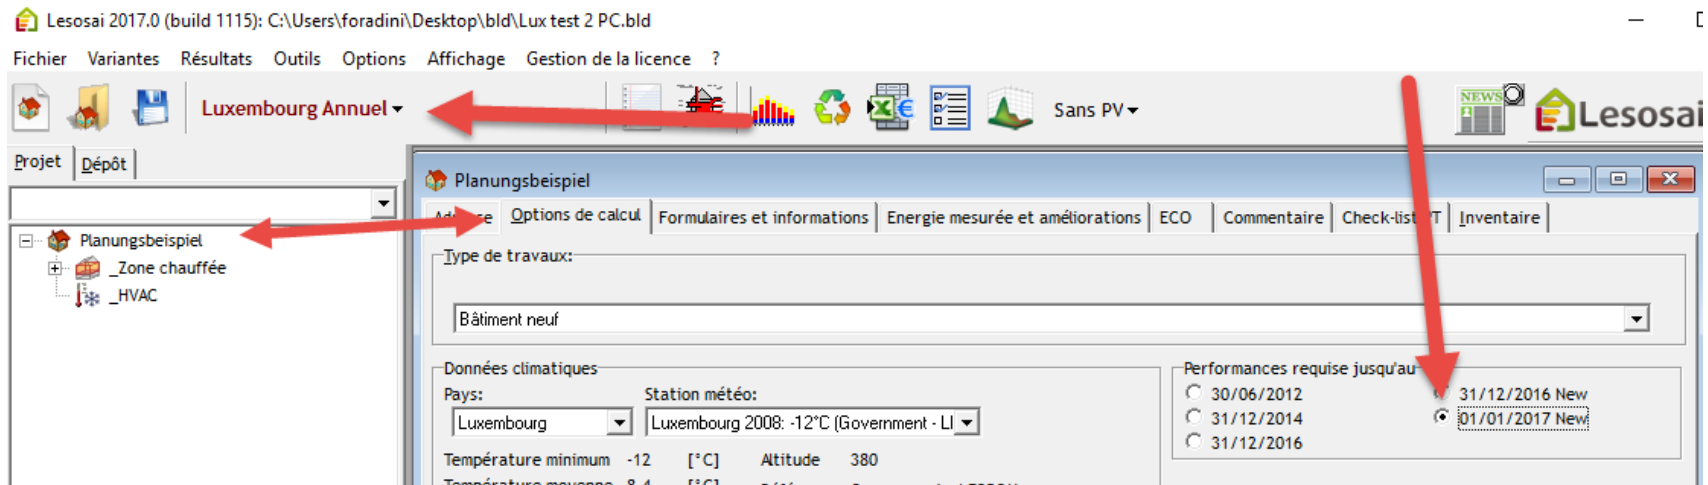 Lesosai 2017.0 (build 1115): C:\Users\foradini\Desktop\bld\Lux test 2 PC.bld
Fichier Variantes Résultats Outils Options Affichage Gestion de la licence ?
Luxembourg Annuel
Sans PV
NEWS
Lesosai
Projet Dépôt
Planungsbeispiel
Options de calcul Formulaires et informations Energie mesurée et améliorations ECO Commentaire Check-list Inventaire
Planungsbeispiel
_Zone chauffée
_HVAC
Type de travaux:
Bâtiment neuf
Données climatiques
Pays: Station météo:
Luxembourg Luxembourg 2008: -12°C (Government - LI
Température minimum -12 [°C] Altitude 380
Performances requise jusqu'au
30/06/2012 31/12/2016 New
31/12/2014 01/01/2017 New
31/12/2016